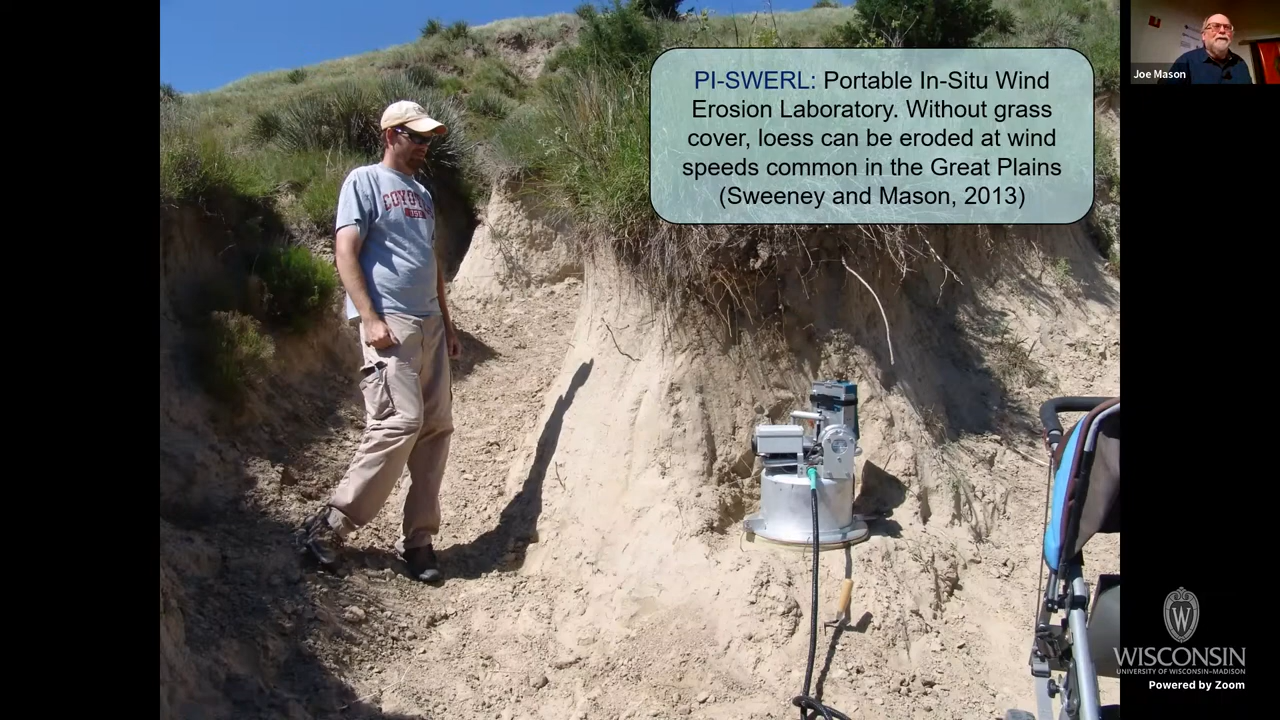 PI-SWERL: Portable In-Situ Wind
Erosion Laboratory. Without grass
cover, loess can be eroded at wind
speeds common in the Great Plains
(Sweeney and Mason, 2013)
Joe Mason
COYOTES
W
WISCONSIN
UNIVERSITY OF WISCONSIN–MADISON
Powered by Zoom